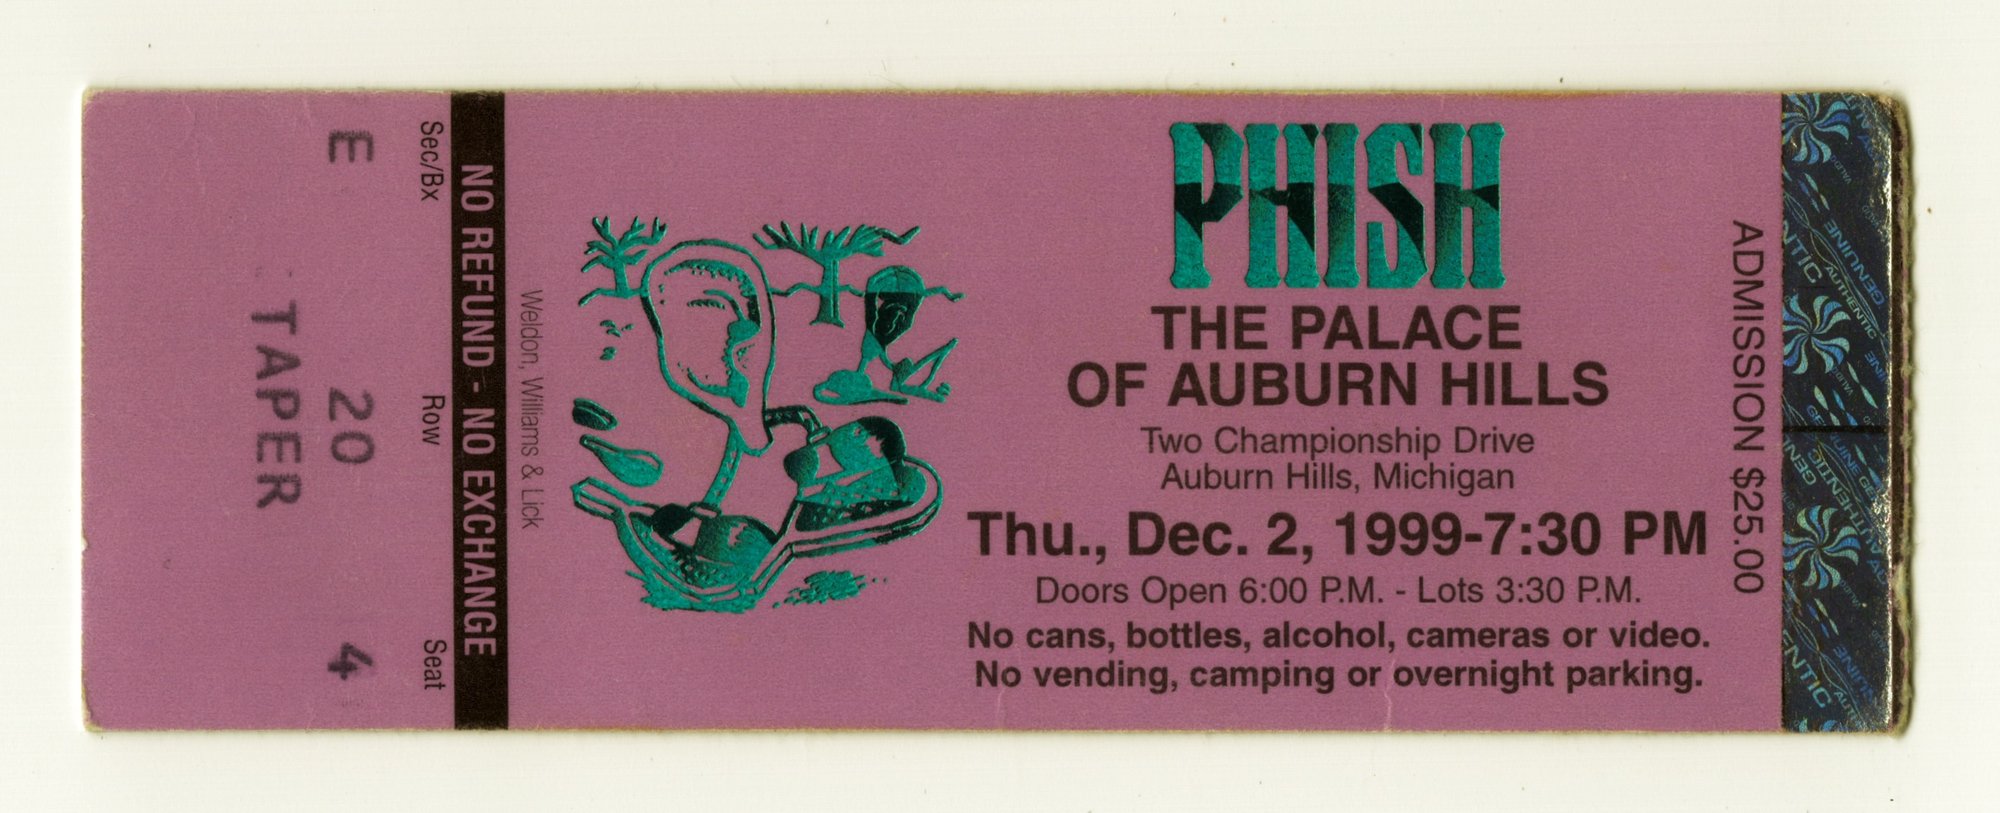 Sec/Bx Row Seat
E 20 4
: TAPER
NO REFUND - NO EXCHANGE
Weldon, Williams & Lick
PHISH
THE PALACE
OF AUBURN HILLS
Two Championship Drive
Auburn Hills, Michigan
Thu., Dec. 2, 1999-7:30 PM
Doors Open 6:00 P.M. - Lots 3:30 P.M.
No cans, bottles, alcohol, cameras or video.
No vending, camping or overnight parking.
ADMISSION $25.00
GENUINE
AUTHENTIC